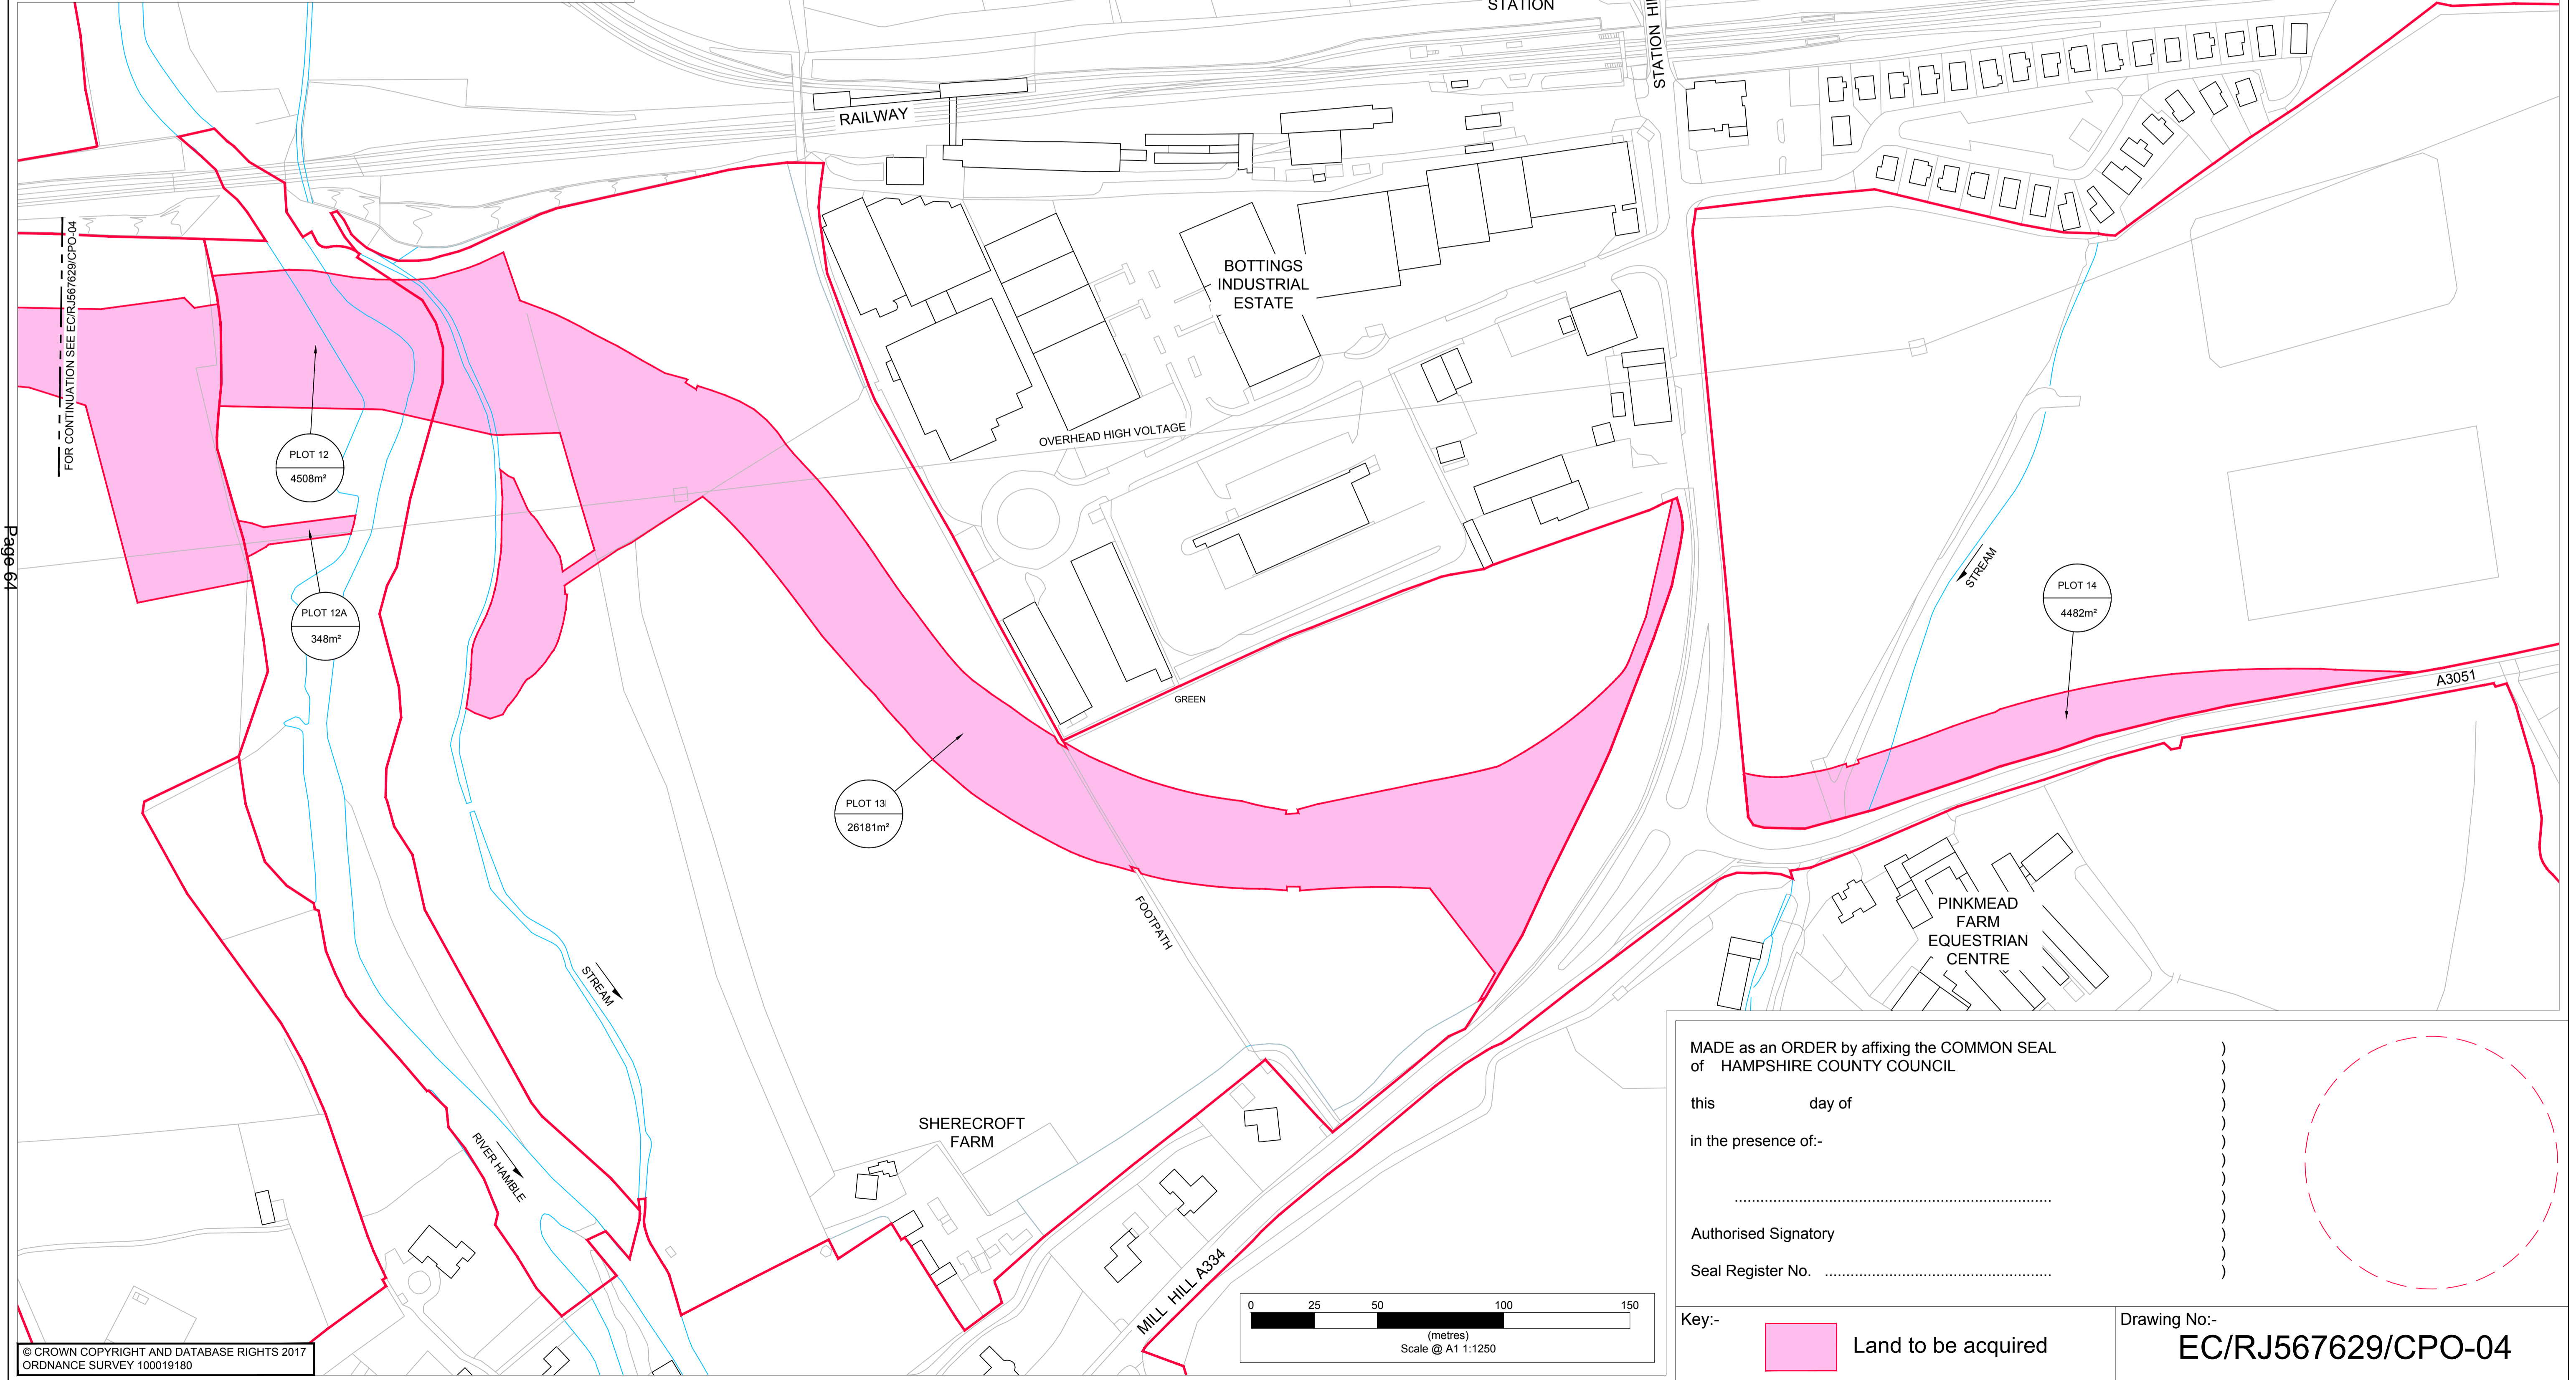 STATION
STATION HI
RAILWAY
BOTTINGS
INDUSTRIAL
ESTATE
FOR CONTINUATION SEE EC/RJ567629/CPO-04
OVERHEAD HIGH VOLTAGE
PLOT 12
4508m²
Page 64
PLOT 12A
348m²
STREAM
PLOT 14
4482m²
A3051
GREEN
PLOT 13
26181m²
FOOTPATH
PINKMEAD
FARM
EQUESTRIAN
CENTRE
STREAM
RIVER HAMBLE
SHERECROFT
FARM
MILL HILL A334
MADE as an ORDER by affixing the COMMON SEAL )
of HAMPSHIRE COUNTY COUNCIL )
)
this day of )
)
in the presence of:- )
)
)
........................................................................... )
)
Authorised Signatory )
)
Seal Register No. ..................................................... )
0 25 50 100 150
(metres)
Scale @ A1 1:1250
Key:-
Land to be acquired
Drawing No:-
EC/RJ567629/CPO-04
© CROWN COPYRIGHT AND DATABASE RIGHTS 2017
ORDNANCE SURVEY 100019180